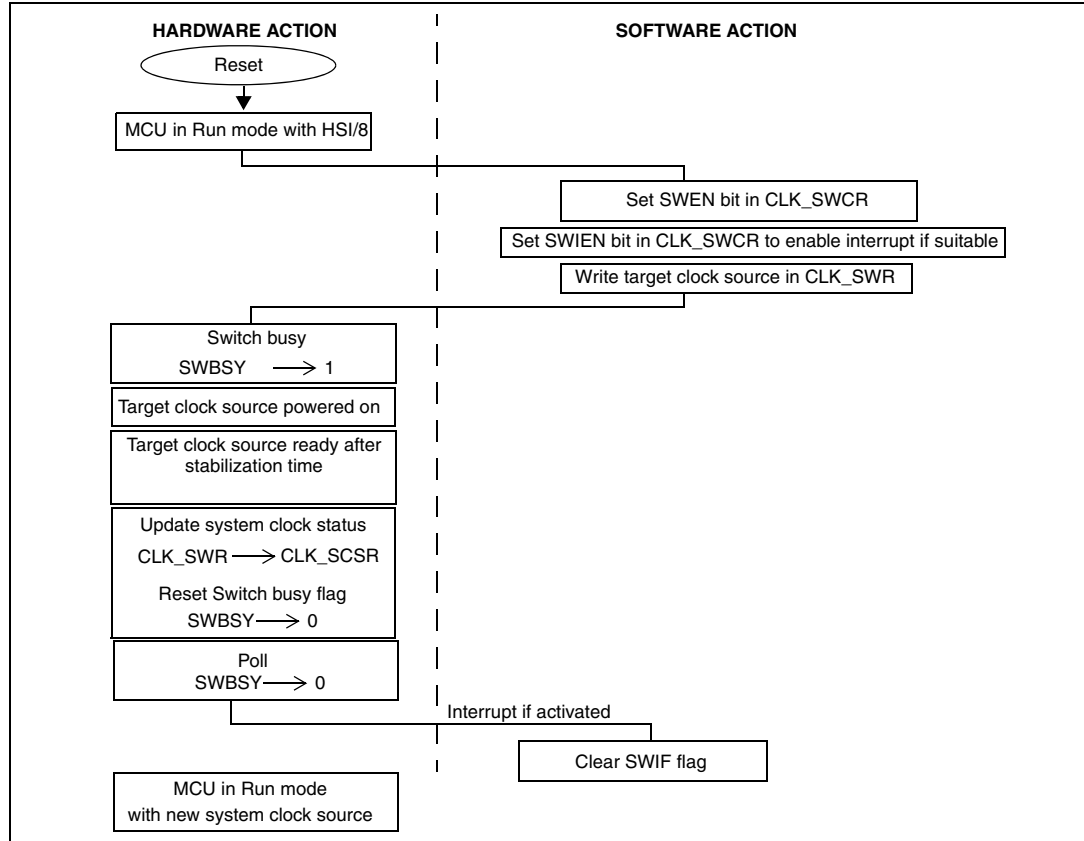 HARDWARE ACTION
SOFTWARE ACTION
Reset
MCU in Run mode with HSI/8
Set SWEN bit in CLK_SWCR
Set SWIEN bit in CLK_SWCR to enable interrupt if suitable
Write target clock source in CLK_SWR
Switch busy
SWBSY → 1
Target clock source powered on
Target clock source ready after
stabilization time
Update system clock status
CLK_SWR → CLK_SCSR
Reset Switch busy flag
SWBSY → 0
Poll
SWBSY → 0
Interrupt if activated
Clear SWIF flag
MCU in Run mode
with new system clock source